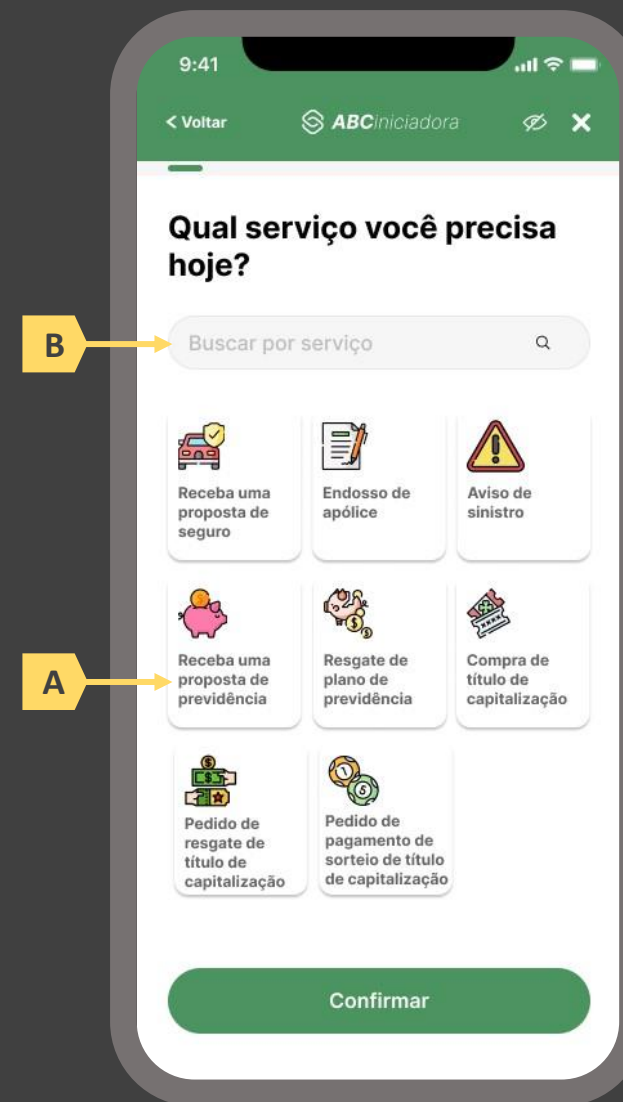 9:41
< Voltar
ABCiniciadora
Qual serviço você precisa
hoje?
B
Buscar por serviço
Receba uma
proposta de
seguro
Endosso de
apólice
Aviso de
sinistro
A
Receba uma
proposta de
previdência
Resgate de
plano de
previdência
Compra de
título de
capitalização
Pedido de
resgate de
título de
capitalização
Pedido de
pagamento de
sorteio de título
de capitalização
Confirmar